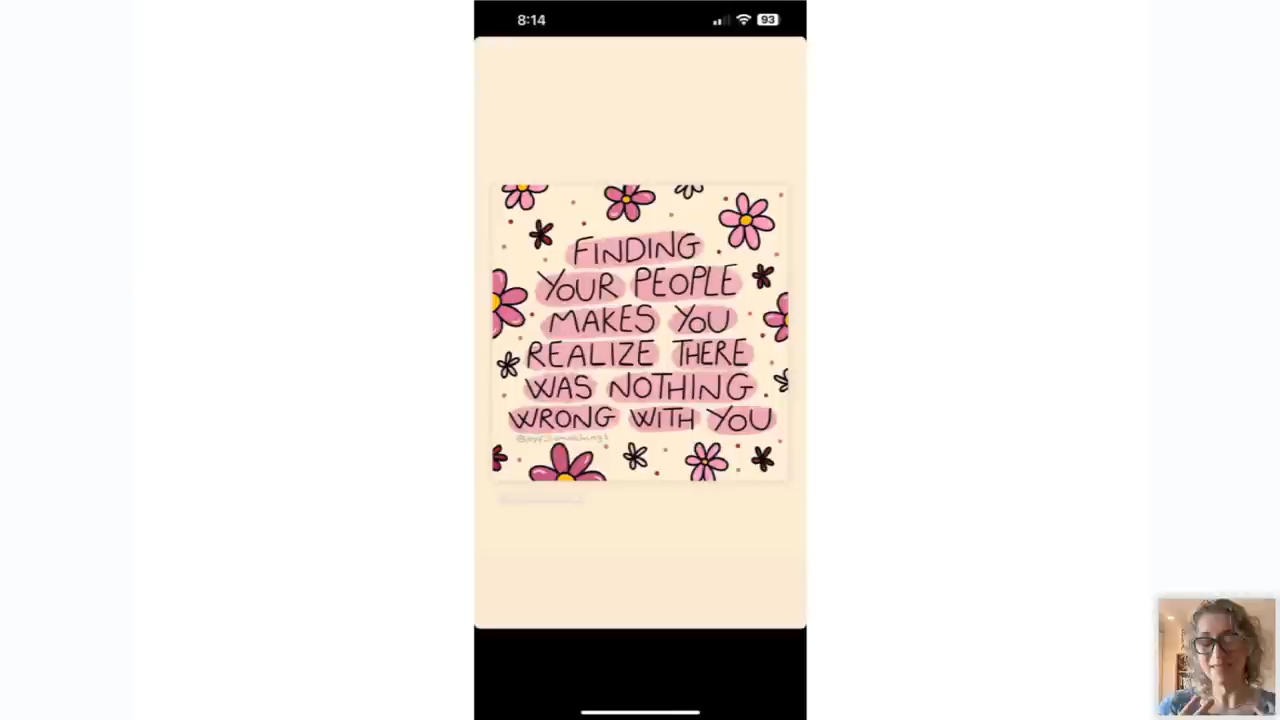 8:14
93
FINDING
YOUR PEOPLE
MAKES YOU
REALIZE THERE
WAS NOTHING
WRONG WITH YOU